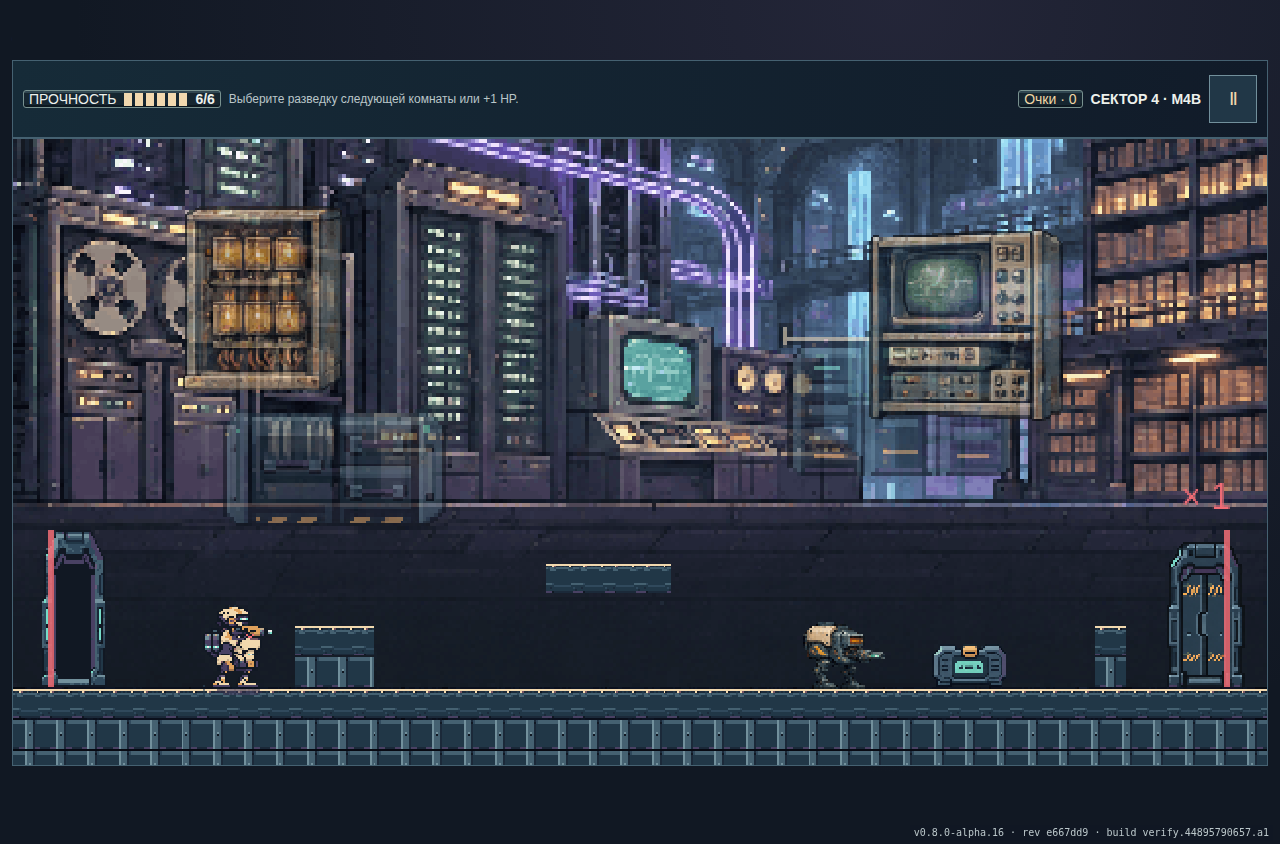 ПРОЧНОСТЬ 6/6 Выберите разведку следующей комнаты или +1 HP. Очки · 0 СЕКТОР 4 · M4B II
× 1
v0.8.0-alpha.16 · rev e667dd9 · build verify.44895790657.a1